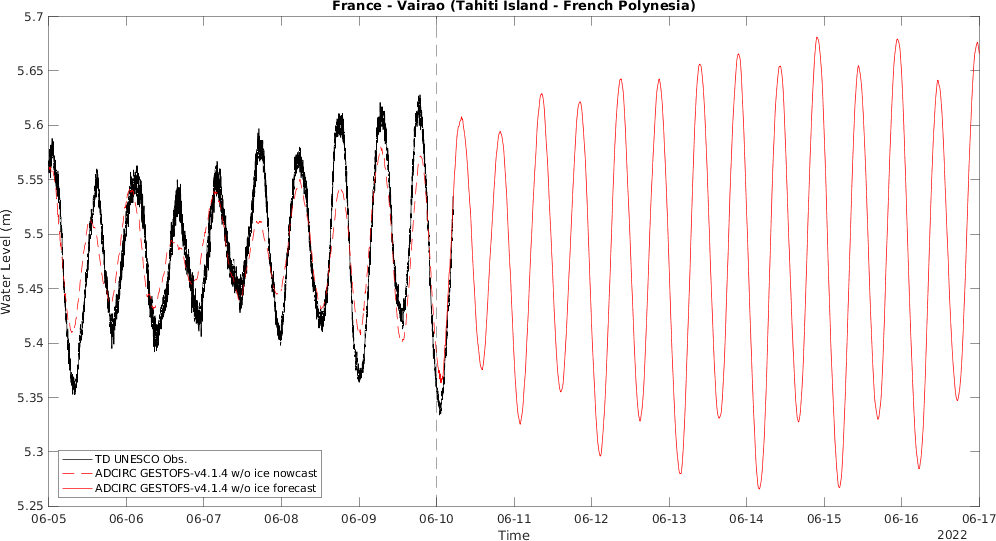 France - Vairao (Tahiti Island - French Polynesia)
5.7
5.65
5.6
5.55
5.5
5.45
5.4
5.35
5.3
5.25
Water Level (m)
TD UNESCO Obs.
ADCIRC GESTOFS-v4.1.4 w/o ice nowcast
ADCIRC GESTOFS-v4.1.4 w/o ice forecast
06-05 06-06 06-07 06-08 06-09 06-10 06-11 06-12 06-13 06-14 06-15 06-16 06-17
Time
2022